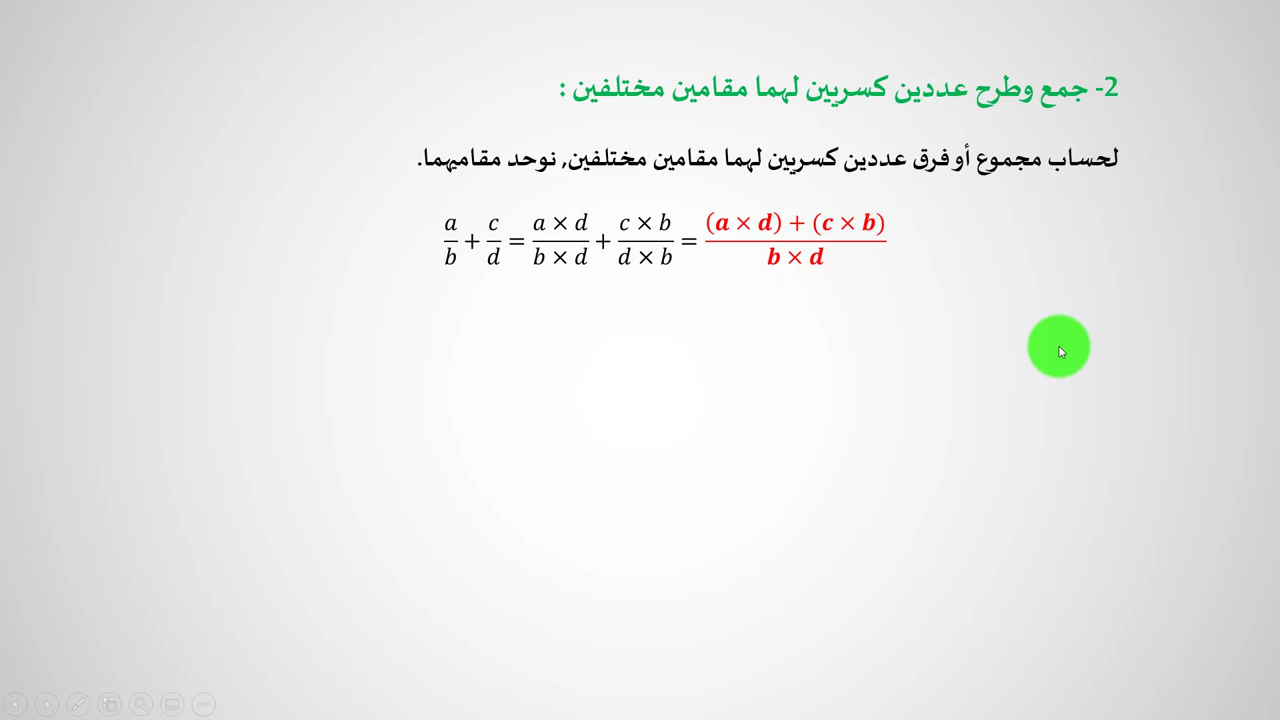 2- جمع وطرح عددين كسريين لهما مقامين مختلفين :
لحساب مجموع أو فرق عددين كسريين لهما مقامين مختلفين, نوحد مقاميهما.
a/b + c/d = (a × d)/(b × d) + (c × b)/(d × b) = ((a × d) + (c × b))/(b × d)